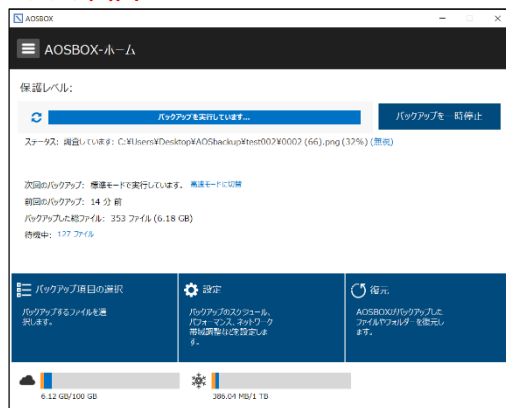 AOSBOX
AOSBOX-ホーム
保護レベル:
バックアップを実行しています...
バックアップを一時停止
ステータス: 照会しています: C:¥Users¥Desktop¥AOSbackup¥test002¥0002 (66).png (32%) (無視)
次回のバックアップ: 標準モードで実行しています。 高速モードに切替
前回のバックアップ: 14 分 前
バックアップした総ファイル: 353 ファイル (6.18 GB)
待機中: 127 ファイル
バックアップ項目の選択
バックアップするファイルを選
択します。
設定
バックアップのスケジュール、
パフォーマンス、ネットワーク
帯域調整などを設定しま
す。
復元
AOSBOXがバックアップした
ファイルやフォルダーを復元し
ます。
6.12 GB/100 GB
386.04 MB/1 TB